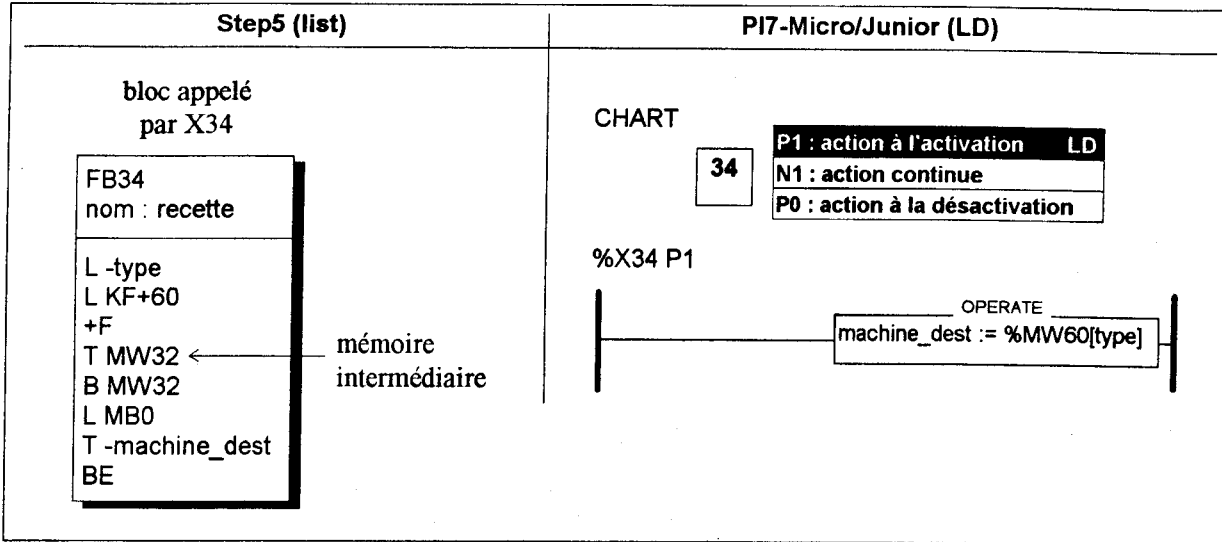 Step5 (list)
Pl7-Micro/Junior (LD)
bloc appelé
par X34
FB34
nom : recette
L -type
L KF+60
+F
T MW32
B MW32
L MB0
T -machine_dest
BE
mémoire
intermédiaire
CHART
34
P1 : action à l'activation LD
N1 : action continue
P0 : action à la désactivation
%X34 P1
OPERATE
machine_dest := %MW60[type]